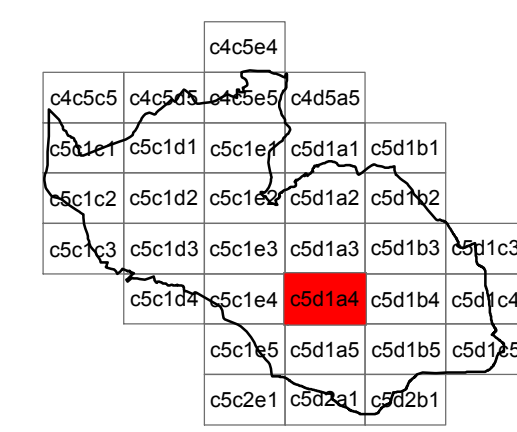 c4c5e4
c4c5c5 c4c5d5 c4c5e5 c4d5a5
c5c1c1 c5c1d1 c5c1e1 c5d1a1 c5d1b1
c5c1c2 c5c1d2 c5c1e2 c5d1a2 c5d1b2
c5c1c3 c5c1d3 c5c1e3 c5d1a3 c5d1b3 c5d1c3
c5c1d4 c5c1e4 c5d1a4 c5d1b4 c5d1c4
c5c1e5 c5d1a5 c5d1b5 c5d1c5
c5c2e1 c5d2a1 c5d2b1